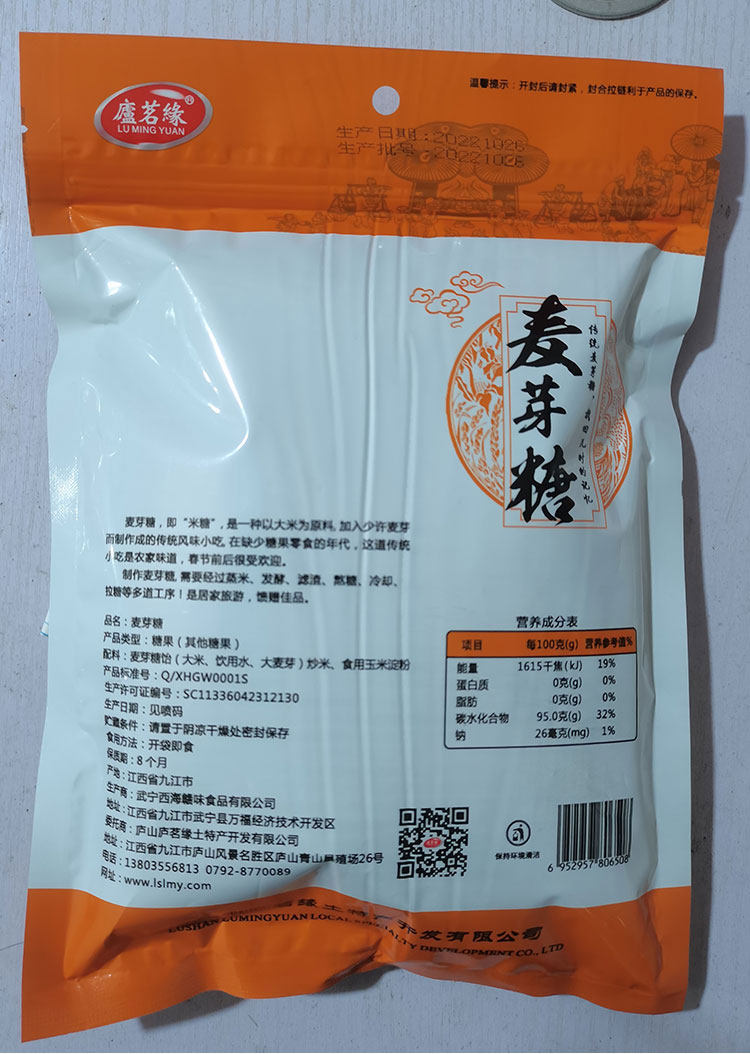 温馨提示：开封后请封紧，封合拉链利于产品的保存。
廬茗緣®
LU MING YUAN
生产日期：20221026
生产批号：20221026
麦芽糖
传统麦芽糖，
麦芽糖，即“米糖”，是一种以大米为原料，加入少许麦芽
而制作成的传统风味小吃。在缺少糖果零食的年代，这道传统
小吃是农家味道，春节前后很受欢迎。
制作麦芽糖，需要经过蒸米、发酵、滤渣、熬糖、冷却、
拉糖等多道工序！是居家旅游，馈赠佳品。
品名：麦芽糖
产品类型：糖果（其他糖果）
配料：麦芽糖饴（大米、饮用水、大麦芽）炒米、食用玉米淀粉
产品标准号：Q/XHGW0001S
生产许可证编号：SC11336042312130
生产日期：见喷码
贮藏条件：请置于阴凉干燥处密封保存
食用方法：开袋即食
保质期：8个月
产地：江西省九江市
生产商：武宁西海赣味食品有限公司
地址：江西省九江市武宁县万福经济技术开发区
委托商：庐山庐茗缘土特产开发有限公司
地址：江西省九江市庐山风景名胜区庐山青山垦殖场26号
电话：13803556813 0792-8770089
网址：www.lslmy.com
营养成分表
项目 每100克(g) 营养参考值%
能量 1615千焦(kJ) 19%
蛋白质 0克(g) 0%
脂肪 0克(g) 0%
碳水化合物 95.0克(g) 32%
钠 26毫克(mg) 1%
保持环境清洁
6 952957 806508
茗缘土特产开发有限公司
LUSHAN LUMINGYUAN LOCAL SPECIALTY DEVELOPMENT CO., LTD